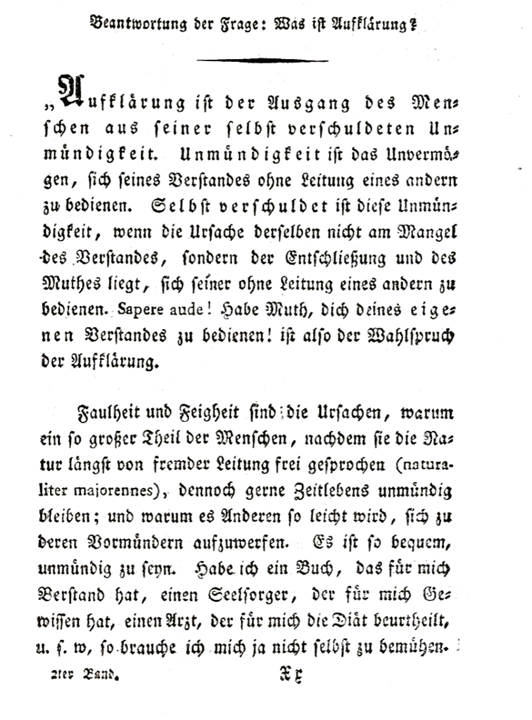 Beantwortung der Frage: Was ist Aufklärung?
„Aufklärung ist der Ausgang des Men=
schen aus seiner selbst verschuldeten Un=
mündigkeit. Unmündigkeit ist das Unvermö=
gen, sich seines Verstandes ohne Leitung eines andern
zu bedienen. Selbst verschuldet ist diese Unmün=
digkeit, wenn die Ursache derselben nicht am Mangel
des Verstandes, sondern der Entschließung und des
Muthes liegt, sich seiner ohne Leitung eines andern zu
bedienen. Sapere aude! Habe Muth, dich deines eige=
nen Verstandes zu bedienen! ist also der Wahlspruch
der Aufklärung.
Faulheit und Feigheit sind die Ursachen, warum
ein so großer Theil der Menschen, nachdem sie die Na=
tur längst von fremder Leitung frei gesprochen (natura-
liter majorennes), dennoch gerne Zeitlebens unmündig
bleiben; und warum es Anderen so leicht wird, sich zu
deren Vormündern aufzuwerfen. Es ist so bequem,
unmündig zu seyn. Habe ich ein Buch, das für mich
Verstand hat, einen Seelsorger, der für mich Ge=
wissen hat, einen Arzt, der für mich die Diät beurtheilt,
u. s. w, so brauche ich mich ja nicht selbst zu bemühen.
2ter Band. Xx